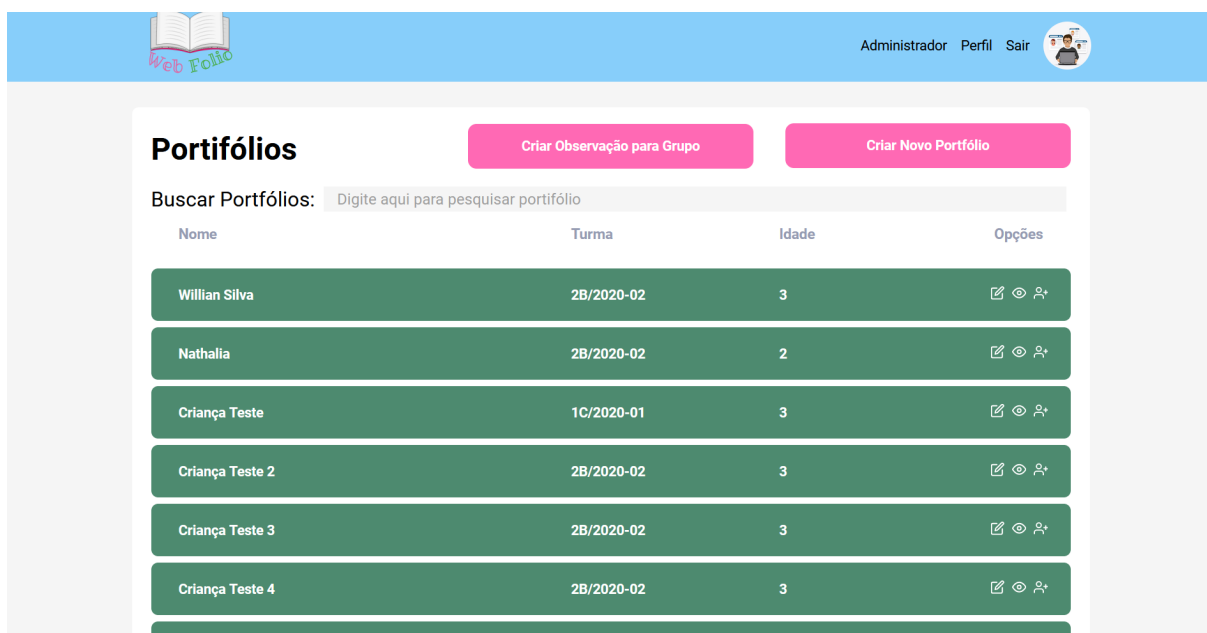 Web Folio
Administrador Perfil Sair
Portifólios
Criar Observação para Grupo
Criar Novo Portfólio
Buscar Portfólios: Digite aqui para pesquisar portifólio
Nome Turma Idade Opções
Willian Silva 2B/2020-02 3
Nathalia 2B/2020-02 2
Criança Teste 1C/2020-01 3
Criança Teste 2 2B/2020-02 3
Criança Teste 3 2B/2020-02 3
Criança Teste 4 2B/2020-02 3